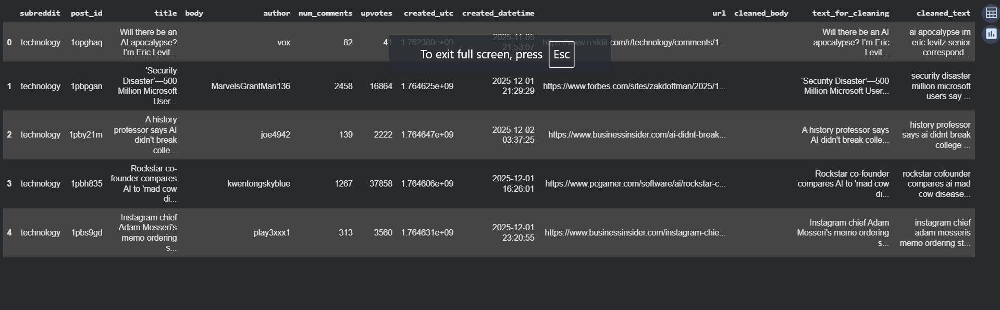 subreddit post_id title body author num_comments upvotes created_utc created_datetime url cleaned_body text_for_cleaning cleaned_text
0 technology 1opghaq Will there be an AI apocalypse? I'm Eric Levit... vox 82 41 1.762380e+09 2025-11-05 21:53:07 https://www.reddit.com/r/technology/comments/1... Will there be an AI apocalypse? I'm Eric Levit... ai apocalypse im eric levitz senior correspond...
To exit full screen, press Esc
1 technology 1pbpgan ‘Security Disaster’—500 Million Microsoft User... MarvelsGrantMan136 2458 16864 1.764625e+09 2025-12-01 21:29:29 https://www.forbes.com/sites/zakdoffman/2025/1... ‘Security Disaster’—500 Million Microsoft User... security disaster million microsoft users say ...
2 technology 1pby21m A history professor says AI didn't break colle... joe4942 139 2222 1.764647e+09 2025-12-02 03:37:25 https://www.businessinsider.com/ai-didnt-break... A history professor says AI didn't break colle... history professor says ai didnt break college ...
3 technology 1pbh835 Rockstar co-founder compares AI to 'mad cow di... kwentongskyblue 1267 37858 1.764606e+09 2025-12-01 16:26:01 https://www.pcgamer.com/software/ai/rockstar-c... Rockstar co-founder compares AI to 'mad cow di... rockstar cofounder compares ai mad cow disease...
4 technology 1pbs9gd Instagram chief Adam Mosseri's memo ordering s... play3xxx1 313 3560 1.764631e+09 2025-12-01 23:20:55 https://www.businessinsider.com/instagram-chie... Instagram chief Adam Mosseri's memo ordering s... instagram chief adam mosseris memo ordering st...